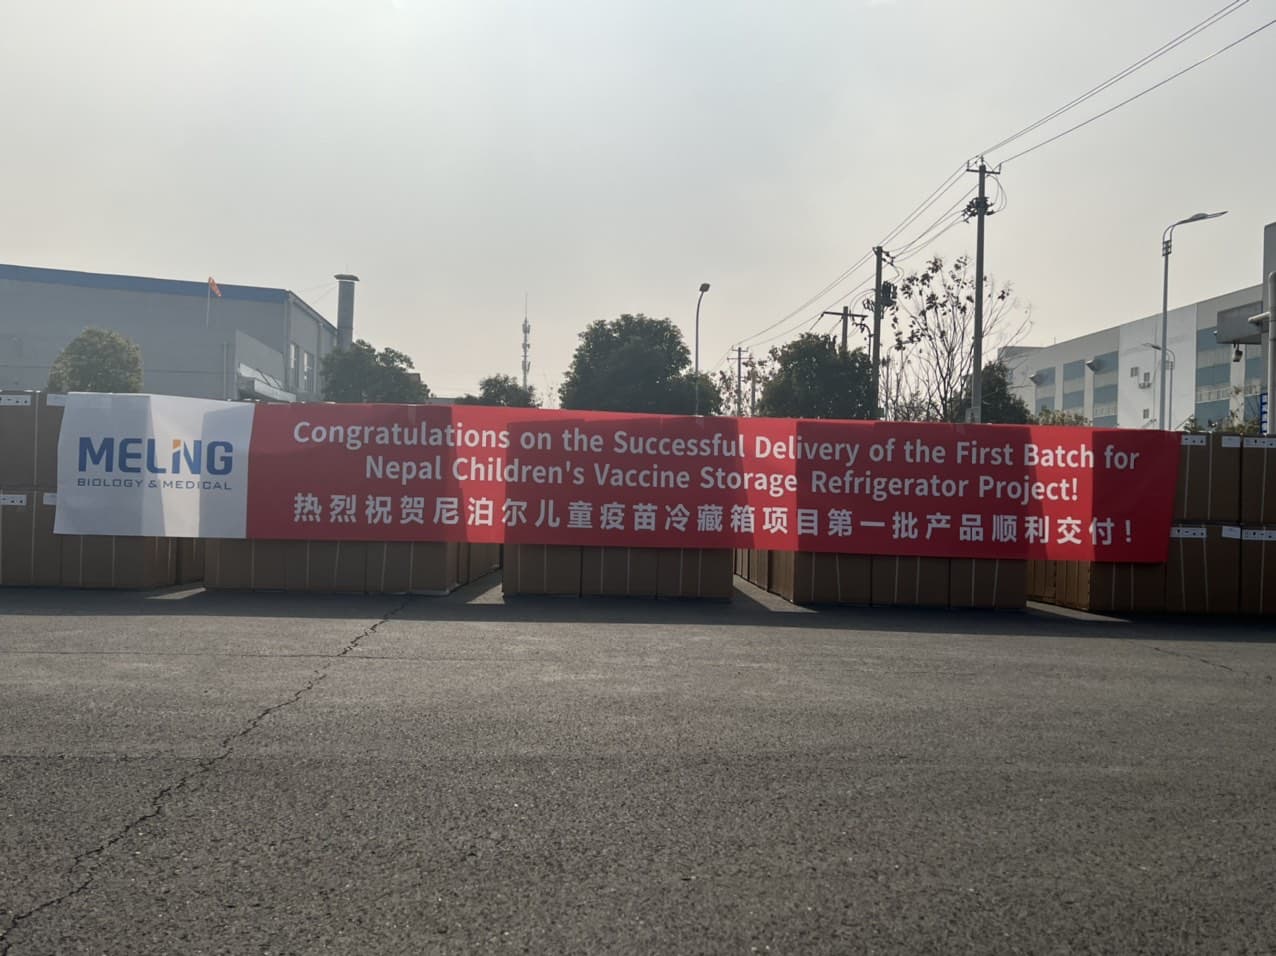 MELING
BIOLOGY & MEDICAL
Congratulations on the Successful Delivery of the First Batch for
Nepal Children's Vaccine Storage Refrigerator Project!
热烈祝贺尼泊尔儿童疫苗冷藏箱项目第一批产品顺利交付！